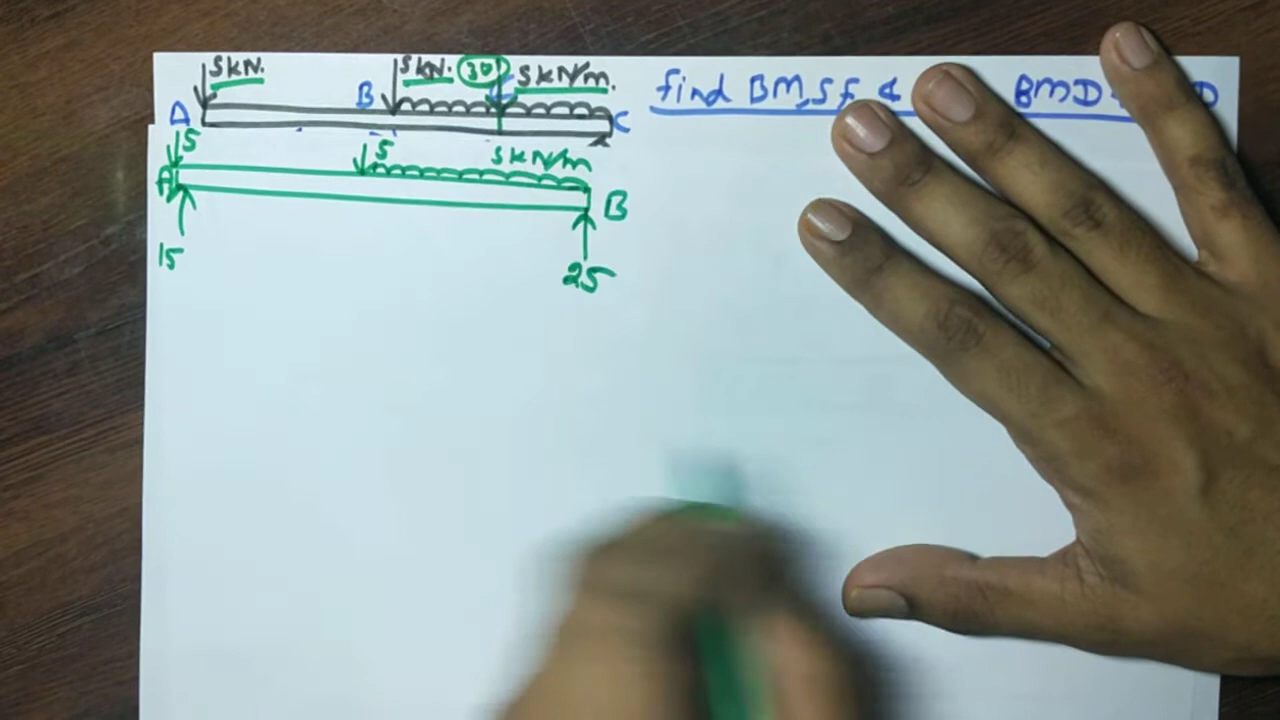 5kN. 5kN. 30 5kN/m. find BM, SF & BMD D
A B C
5 5 5kN/m
A B
15 25